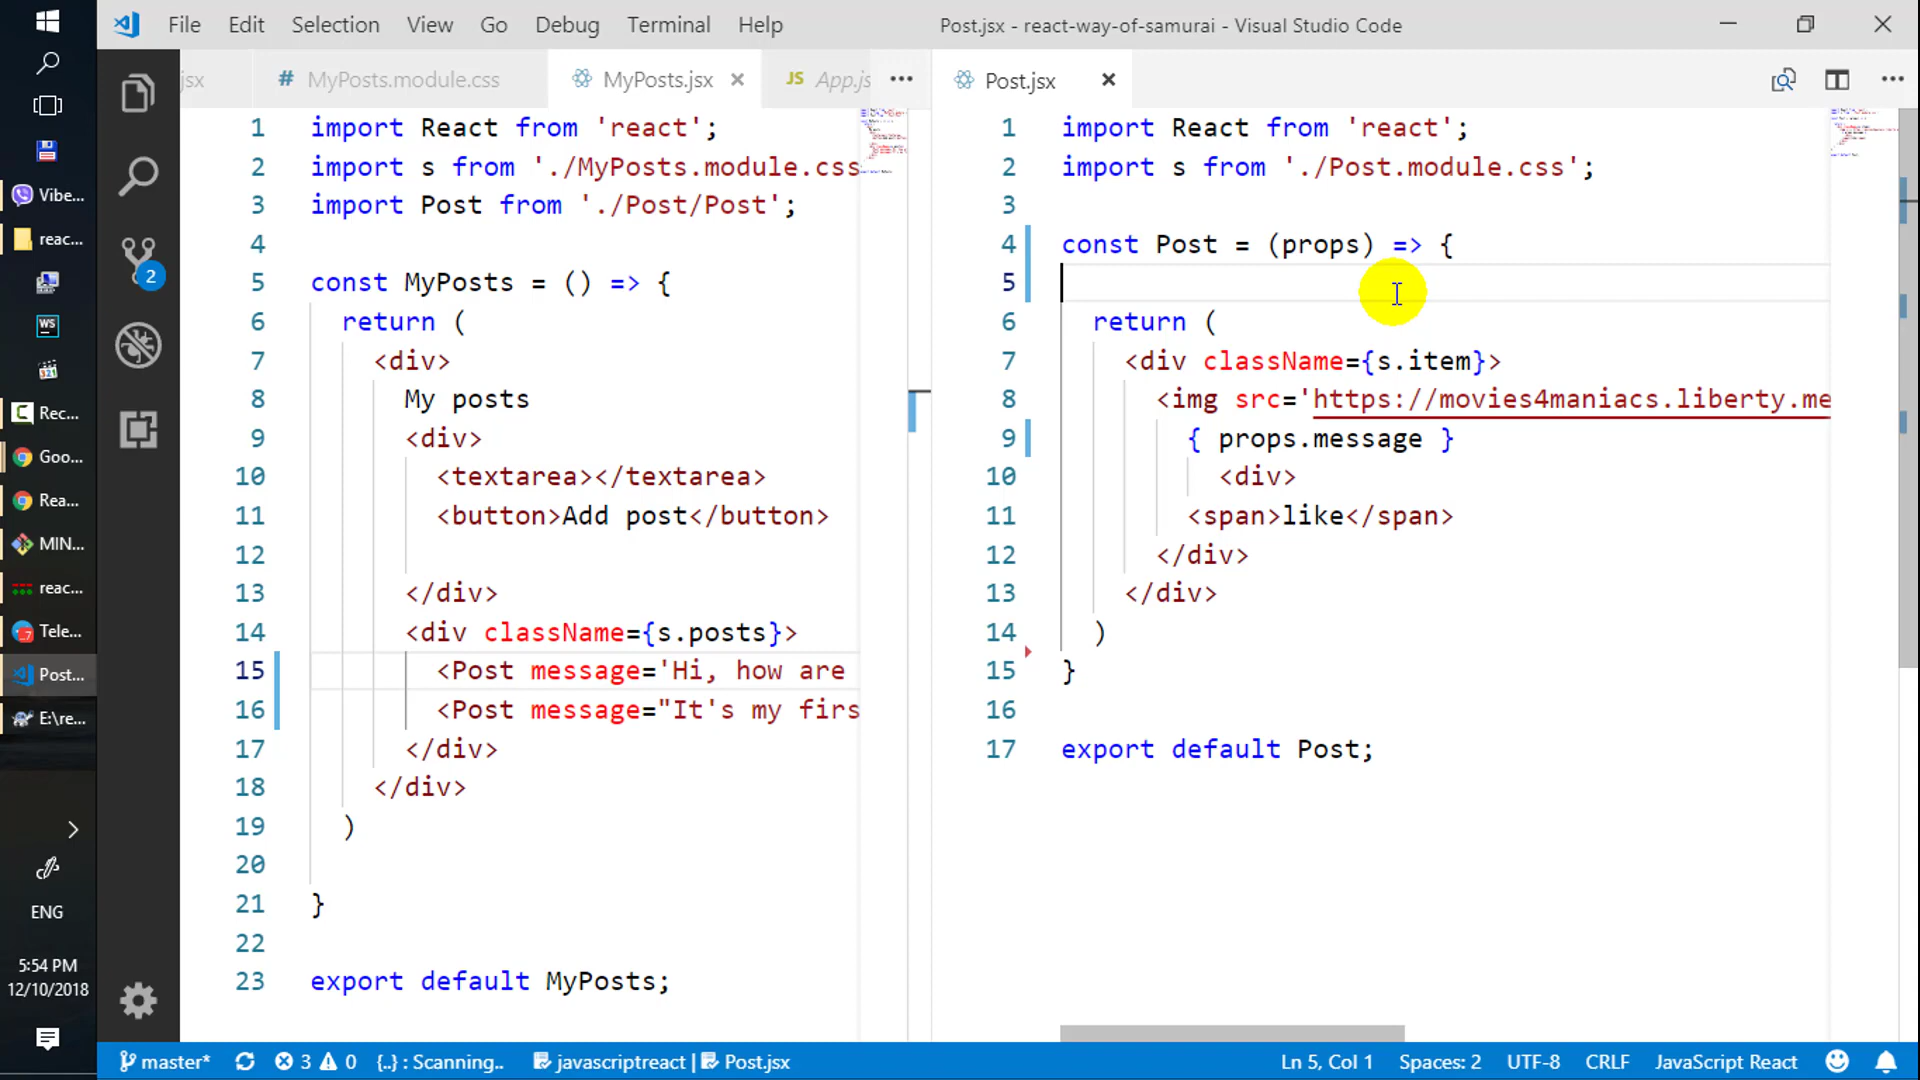 File Edit Selection View Go Debug Terminal Help
Post.jsx - react-way-of-samurai - Visual Studio Code
jsx
# MyPosts.module.css
MyPosts.jsx
JS App.js
Post.jsx
1 import React from 'react';
2 import s from './MyPosts.module.css
3 import Post from './Post/Post';
4
5 const MyPosts = () => {
6 return (
7 <div>
8 My posts
9 <div>
10 <textarea></textarea>
11 <button>Add post</button>
12
13 </div>
14 <div className={s.posts}>
15 <Post message='Hi, how are
16 <Post message="It's my firs
17 </div>
18 </div>
19 )
20
21 }
22
23 export default MyPosts;
1 import React from 'react';
2 import s from './Post.module.css';
3
4 const Post = (props) => {
5
6 return (
7 <div className={s.item}>
8 <img src='https://movies4maniacs.liberty.me
9 { props.message }
10 <div>
11 <span>like</span>
12 </div>
13 </div>
14 )
15 }
16
17 export default Post;
2
Vibe...
reac...
WS
321
Rec...
Goo...
Rea...
MIN...
reac...
Tele...
Post...
E:\re...
ENG
5:54 PM
12/10/2018
master*
3 0
{..} : Scanning..
javascriptreact | Post.jsx
Ln 5, Col 1
Spaces: 2
UTF-8
CRLF
JavaScript React